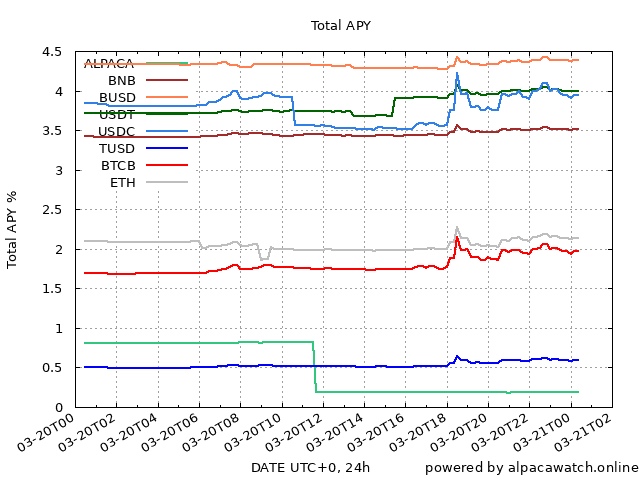 Total APY
4.5
4
3.5
3
2.5
2
1.5
1
0.5
0
Total APY %
ALPACA
BNB
BUSD
USDT
USDC
TUSD
BTCB
ETH
03-20T00
03-20T02
03-20T04
03-20T06
03-20T08
03-20T10
03-20T12
03-20T14
03-20T16
03-20T18
03-20T20
03-20T22
03-21T00
03-21T02
DATE UTC+0, 24h
powered by alpacawatch.online